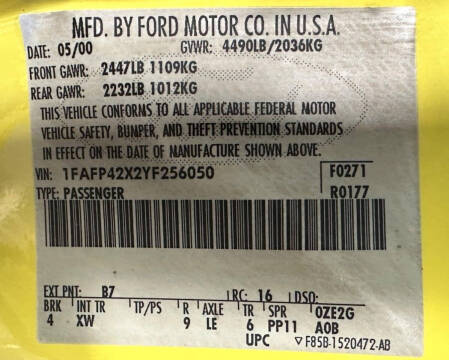 MFD. BY FORD MOTOR CO. IN U.S.A.
DATE: 05/00 GVWR: 4490LB/2036KG
FRONT GAWR: 2447LB 1109KG
REAR GAWR: 2232LB 1012KG
THIS VEHICLE CONFORMS TO ALL APPLICABLE FEDERAL MOTOR
VEHICLE SAFETY, BUMPER, AND THEFT PREVENTION STANDARDS
IN EFFECT ON THE DATE OF MANUFACTURE SHOWN ABOVE.
VIN: 1FAFP42X2YF256050 F0271
TYPE: PASSENGER R0177
EXT PNT: B7 RC: 16 DSO:
BRK INT TR TP/PS R AXLE TR SPR 0ZE2G
4 XW 9 LE 6 PP11 A0B
UPC ▽F85B-1520472-AB